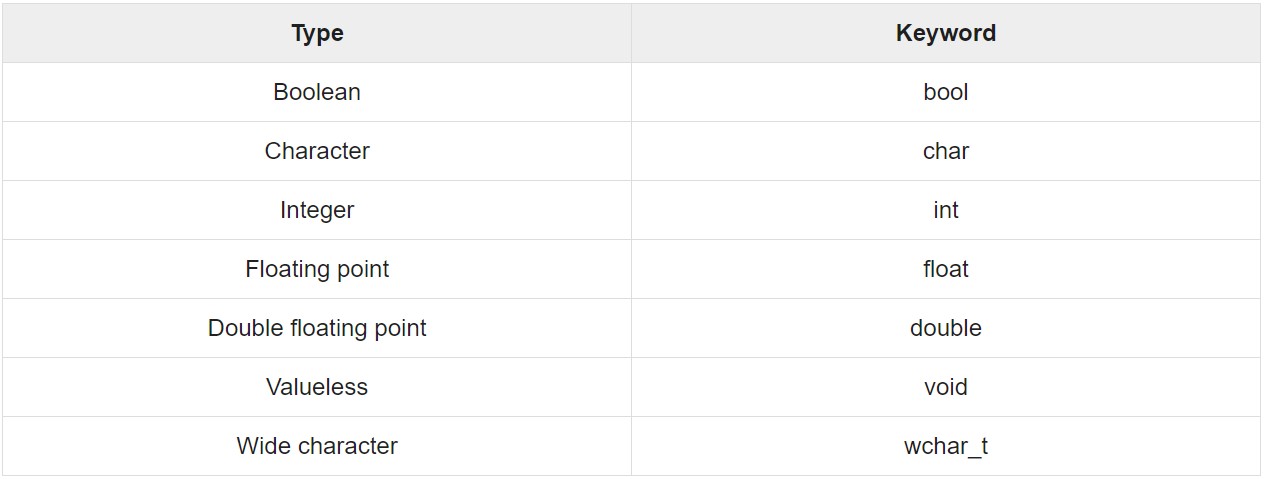 Type Keyword
Boolean bool
Character char
Integer int
Floating point float
Double floating point double
Valueless void
Wide character wchar_t